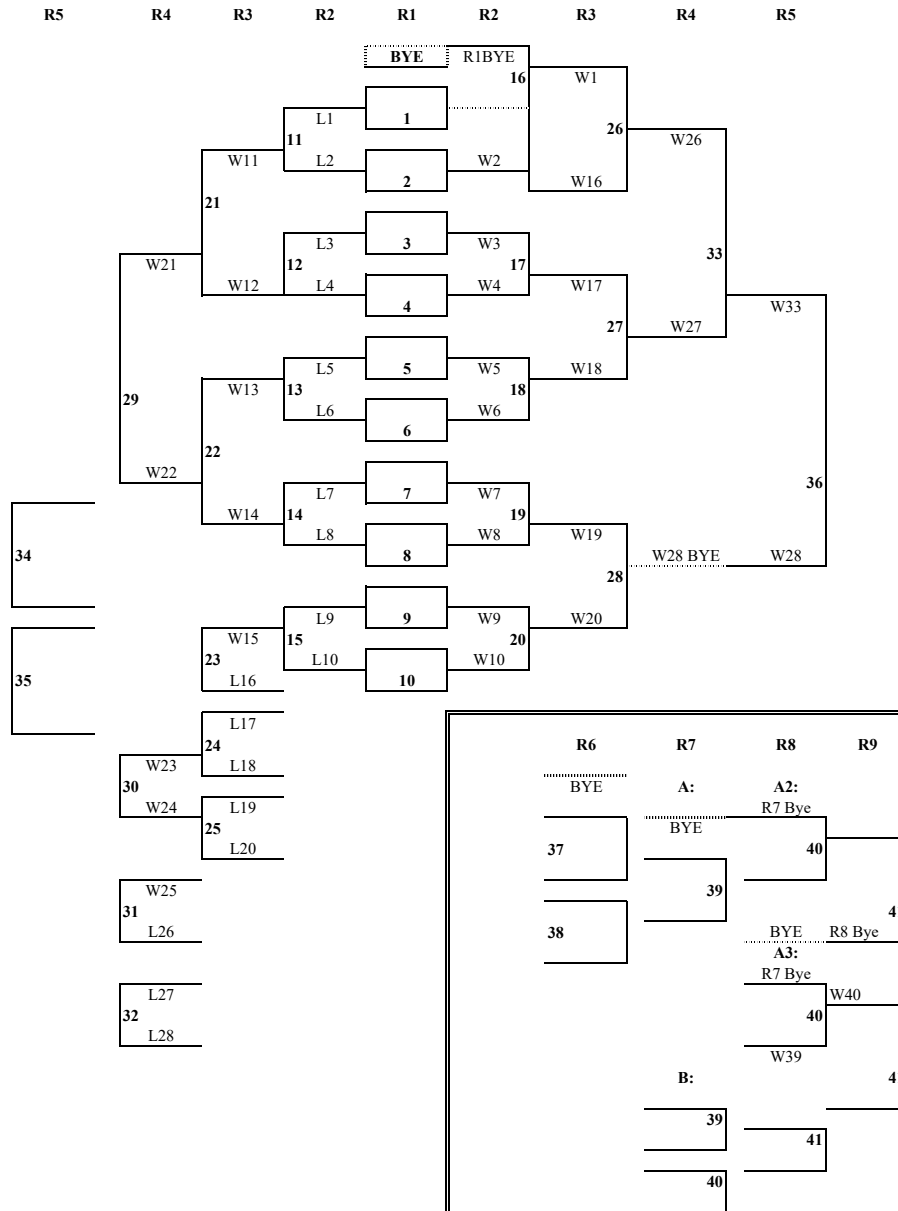 R5 R4 R3 R2 R1 R2 R3 R4 R5
BYE R1BYE
16 W1
L1 1
11 26 W26
W11 L2 2 W2
W16
21
L3 3 W3
12 17 33
W21 W12 L4 4 W4 W17
W33
27 W27
L5 5 W5 W18
W13 13 18
29 L6 6 W6
22
W22 L7 7 W7 36
W14 14 19 W19
34 L8 8 W8 W28 BYE W28
28
L9 9 W9 W20
W15 15 20
23 L10 10 W10
35 L16
L17
24 R6 R7 R8 R9
W23 L18 BYE A: A2:
30 R7 Bye
W24 L19 BYE
25 37 40
L20
W25 39
31 4
L26 38 BYE R8 Bye
A3:
R7 Bye
L27 W40
32 40
L28 W39
B: 4
39
41
40